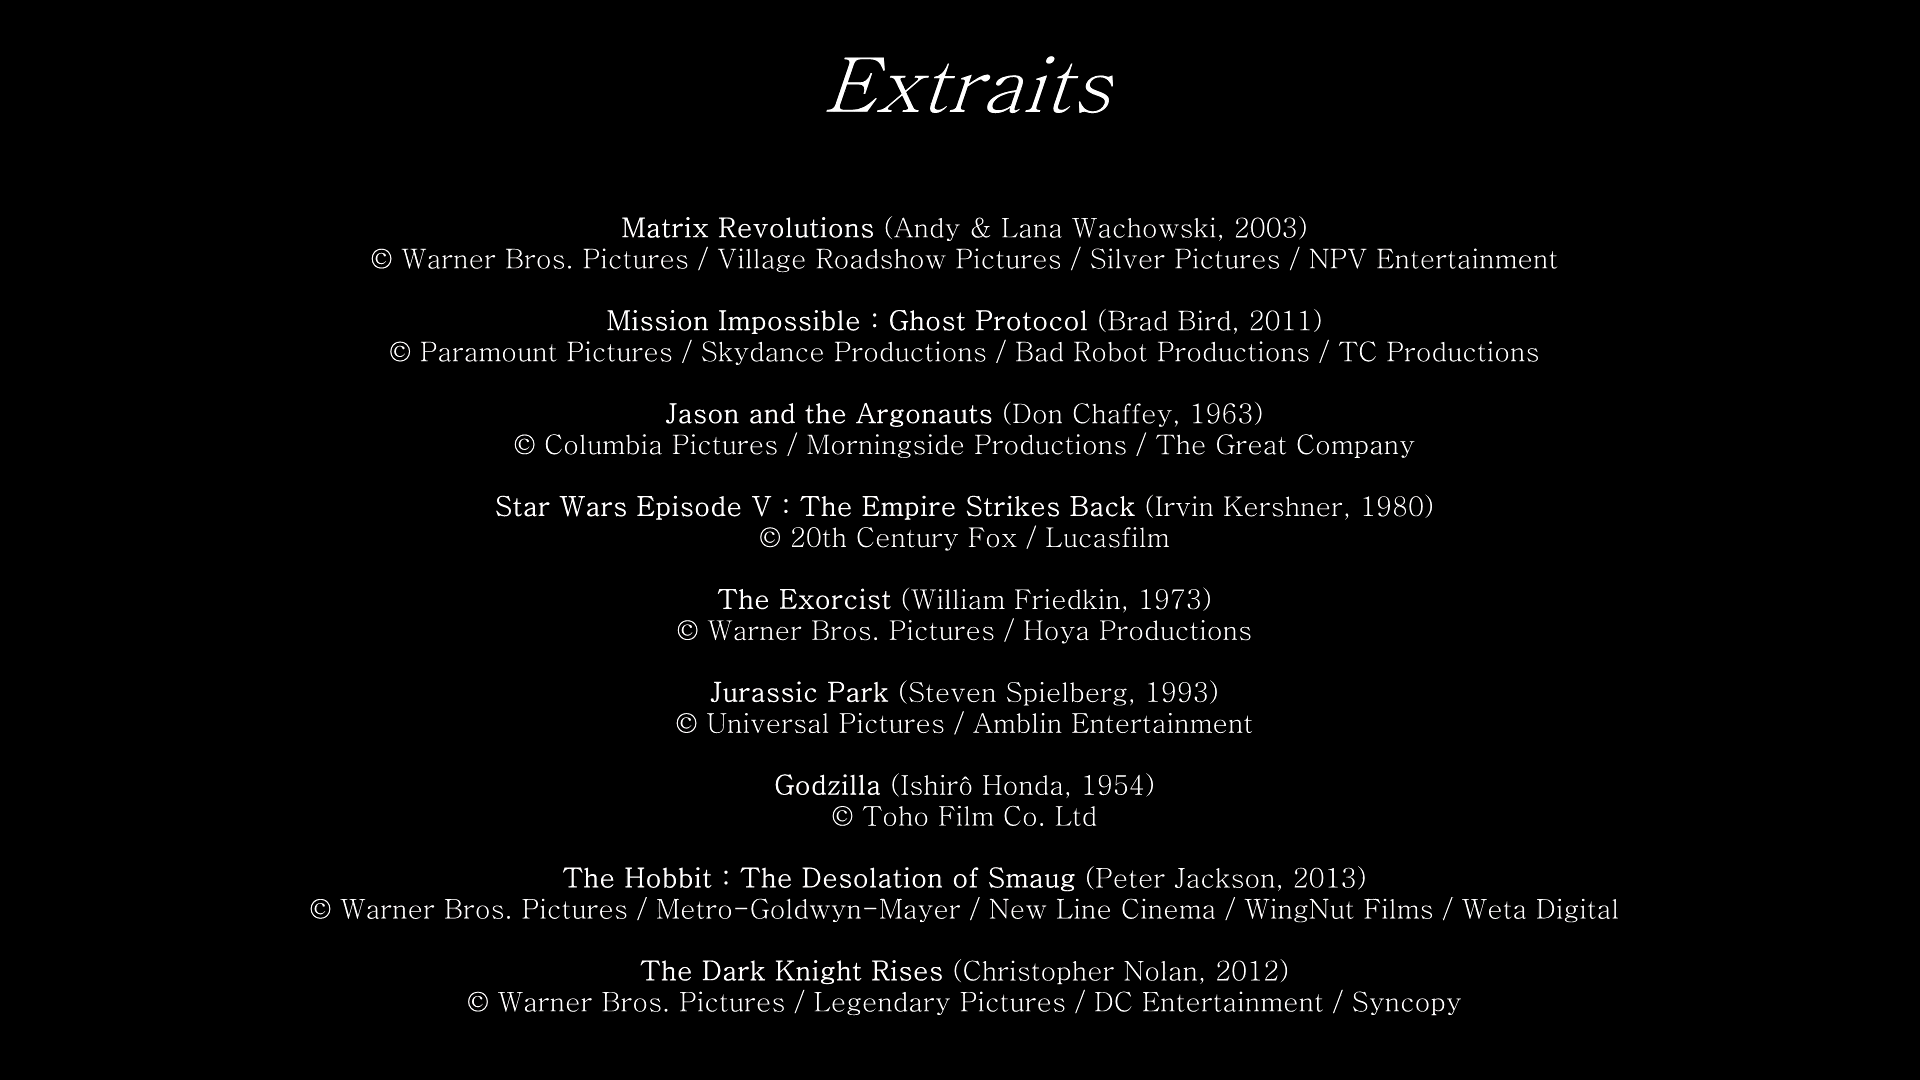 Extraits
Matrix Revolutions (Andy & Lana Wachowski, 2003)
© Warner Bros. Pictures / Village Roadshow Pictures / Silver Pictures / NPV Entertainment
Mission Impossible : Ghost Protocol (Brad Bird, 2011)
© Paramount Pictures / Skydance Productions / Bad Robot Productions / TC Productions
Jason and the Argonauts (Don Chaffey, 1963)
© Columbia Pictures / Morningside Productions / The Great Company
Star Wars Episode V : The Empire Strikes Back (Irvin Kershner, 1980)
© 20th Century Fox / Lucasfilm
The Exorcist (William Friedkin, 1973)
© Warner Bros. Pictures / Hoya Productions
Jurassic Park (Steven Spielberg, 1993)
© Universal Pictures / Amblin Entertainment
Godzilla (Ishirô Honda, 1954)
© Toho Film Co. Ltd
The Hobbit : The Desolation of Smaug (Peter Jackson, 2013)
© Warner Bros. Pictures / Metro-Goldwyn-Mayer / New Line Cinema / WingNut Films / Weta Digital
The Dark Knight Rises (Christopher Nolan, 2012)
© Warner Bros. Pictures / Legendary Pictures / DC Entertainment / Syncopy